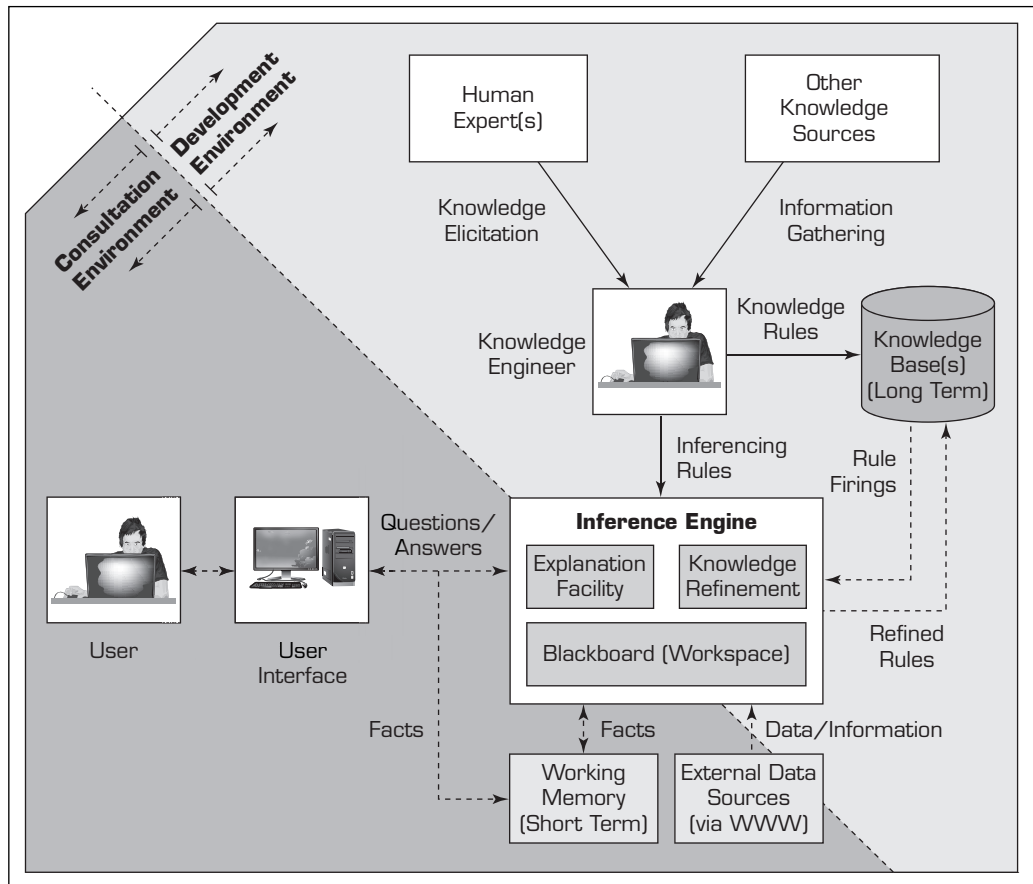 Development
Environment
Consultation
Environment
Human
Expert(s)
Other
Knowledge
Sources
Knowledge
Elicitation
Information
Gathering
Knowledge
Engineer
Knowledge
Rules
Knowledge
Base(s)
(Long Term)
Inferencing
Rules
Rule
Firings
Questions/
Answers
Inference Engine
Explanation
Facility
Knowledge
Refinement
Blackboard (Workspace)
User
User
Interface
Refined
Rules
Facts
Facts
Data/Information
Working
Memory
(Short Term)
External Data
Sources
(via WWW)